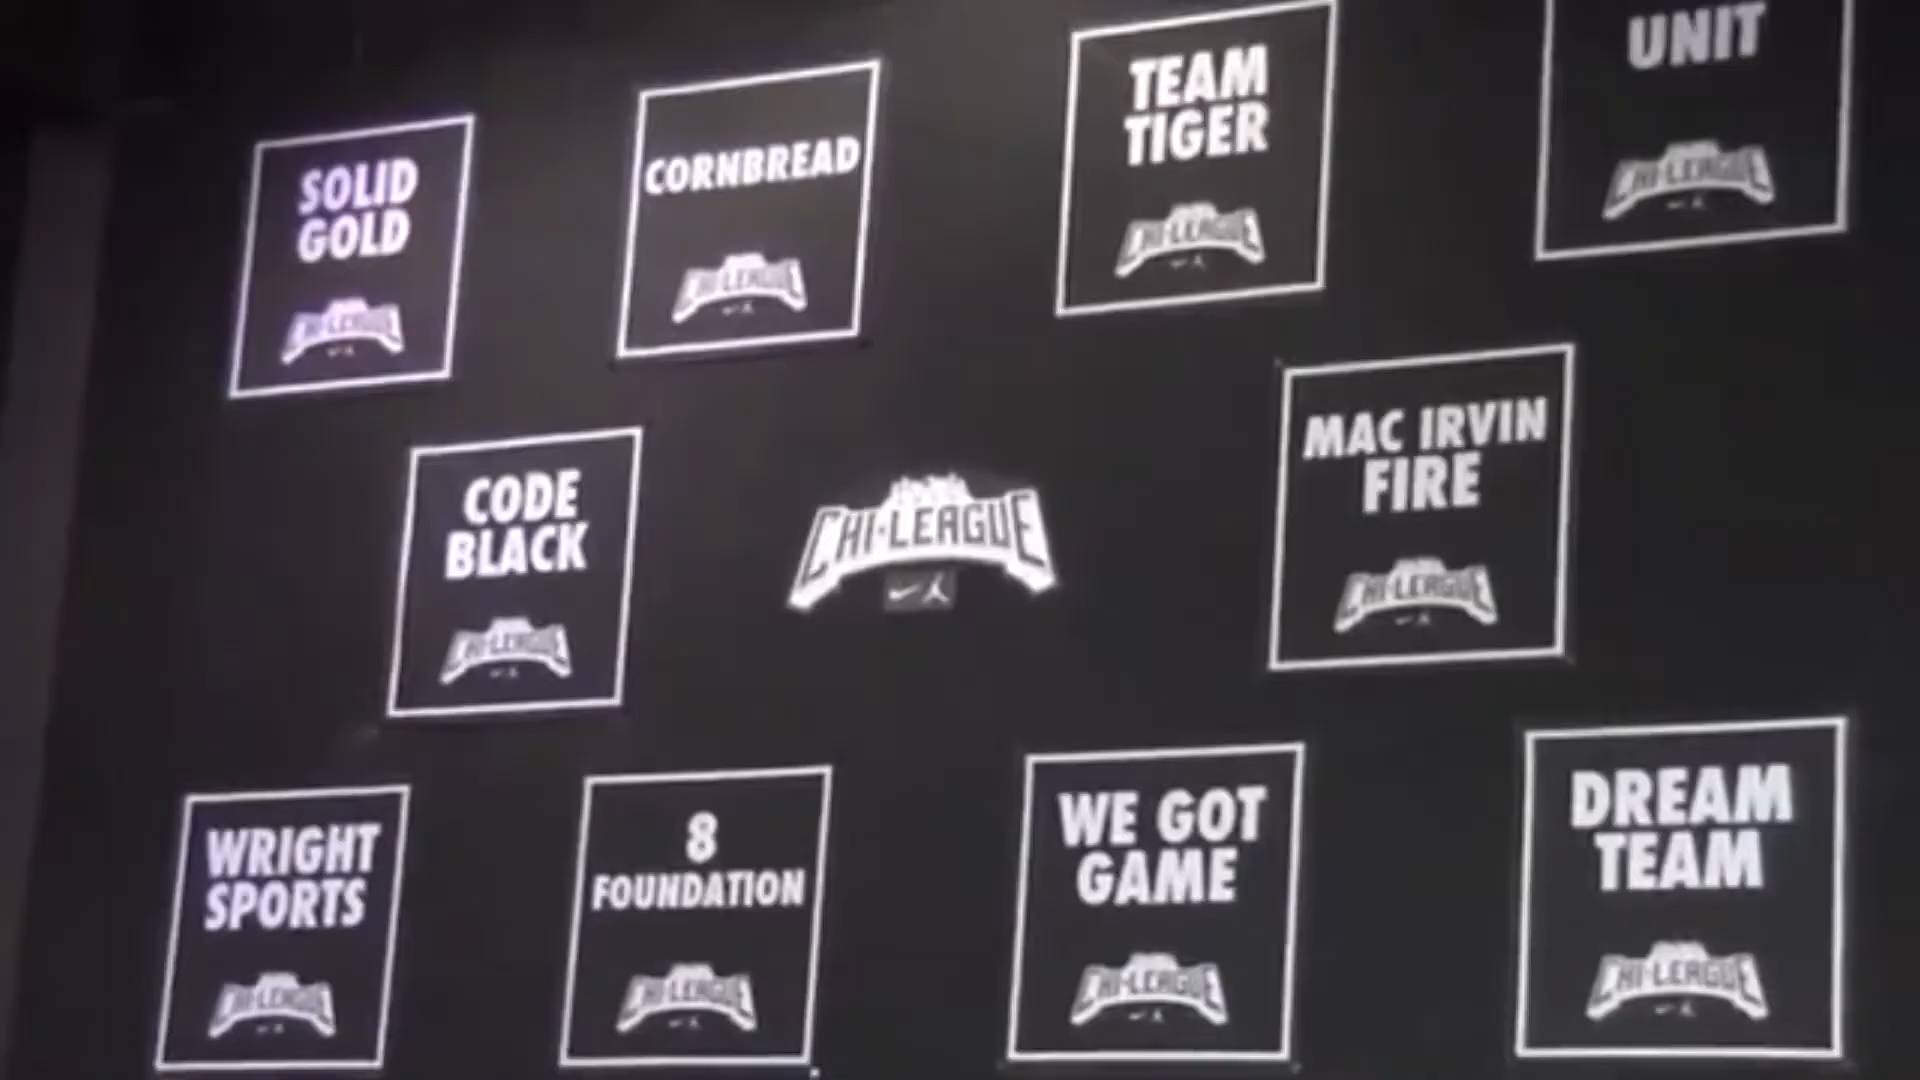 SOLID
GOLD
CHI-LEAGUE
CORNBREAD
CHI-LEAGUE
TEAM
TIGER
CHI-LEAGUE
UNIT
CHI-LEAGUE
CODE
BLACK
CHI-LEAGUE
CHI-LEAGUE
MAC IRVIN
FIRE
CHI-LEAGUE
WRIGHT
SPORTS
CHI-LEAGUE
8
FOUNDATION
CHI-LEAGUE
WE GOT
GAME
CHI-LEAGUE
DREAM
TEAM
CHI-LEAGUE